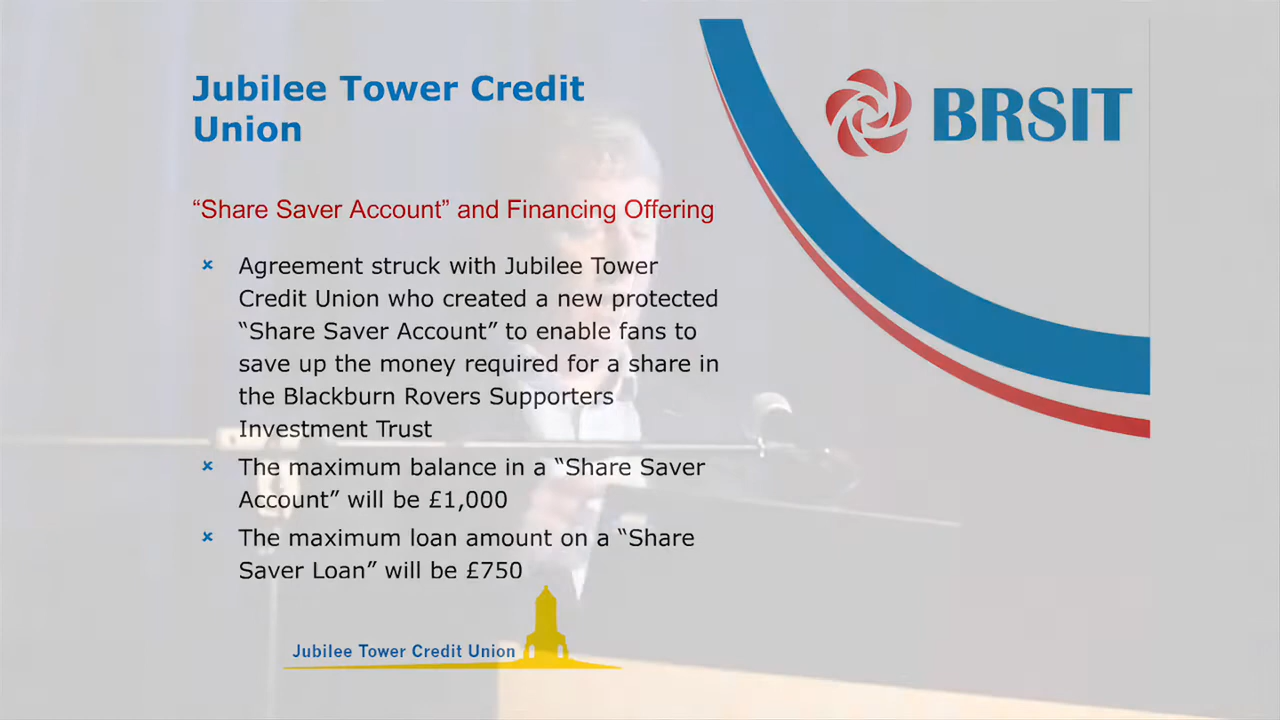 Jubilee Tower Credit
Union
BRSIT
“Share Saver Account” and Financing Offering
Agreement struck with Jubilee Tower
Credit Union who created a new protected
“Share Saver Account” to enable fans to
save up the money required for a share in
the Blackburn Rovers Supporters
Investment Trust
The maximum balance in a “Share Saver
Account” will be £1,000
The maximum loan amount on a “Share
Saver Loan” will be £750
Jubilee Tower Credit Union